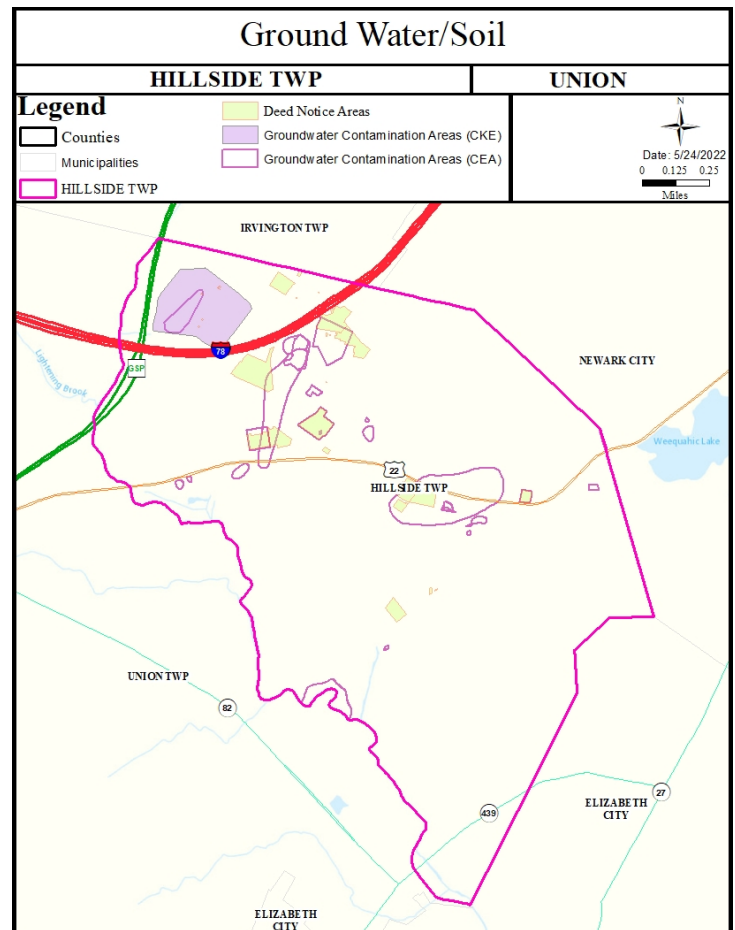 Ground Water/Soil
HILLSIDE TWP
UNION
Legend
Counties
Municipalities
HILLSIDE TWP
Deed Notice Areas
Groundwater Contamination Areas (CKE)
Groundwater Contamination Areas (CEA)
N
Date: 5/24/2022
0 0.125 0.25
Miles
IRVINGTON TWP
78
GSP
Lightening Brook
NEWARK CITY
Weequahic Lake
22
HILLSIDE TWP
UNION TWP
82
27
439
ELIZABETH
CITY
ELIZABETH
CITY